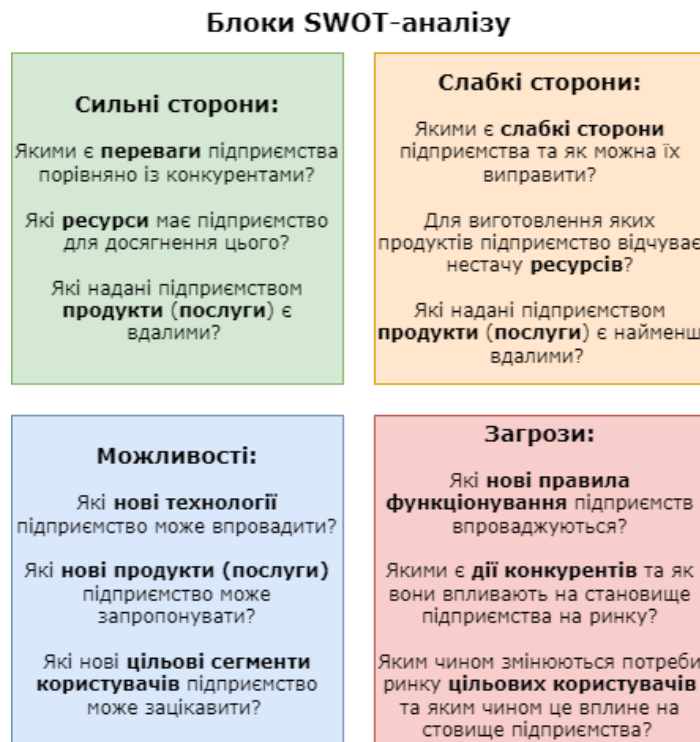 Блоки SWOT-аналізу
Сильні сторони:
Якими є переваги підприємства
порівняно із конкурентами?
Які ресурси має підприємство
для досягнення цього?
Які надані підприємством
продукти (послуги) є
вдалими?
Слабкі сторони:
Якими є слабкі сторони
підприємства та як можна їх
виправити?
Для виготовлення яких
продуктів підприємство відчуває
нестачу ресурсів?
Які надані підприємством
продукти (послуги) є найменш
вдалими?
Можливості:
Які нові технології
підприємство може впровадити?
Які нові продукти (послуги)
підприємство може
запропонувати?
Які нові цільові сегменти
користувачів підприємство
може зацікавити?
Загрози:
Які нові правила
функціонування підприємств
впроваджуються?
Якими є дії конкурентів та як
вони впливають на становище
підприємства на ринку?
Яким чином змінюються потреби
ринку цільових користувачів
та яким чином це вплине на
стовище підприємства?